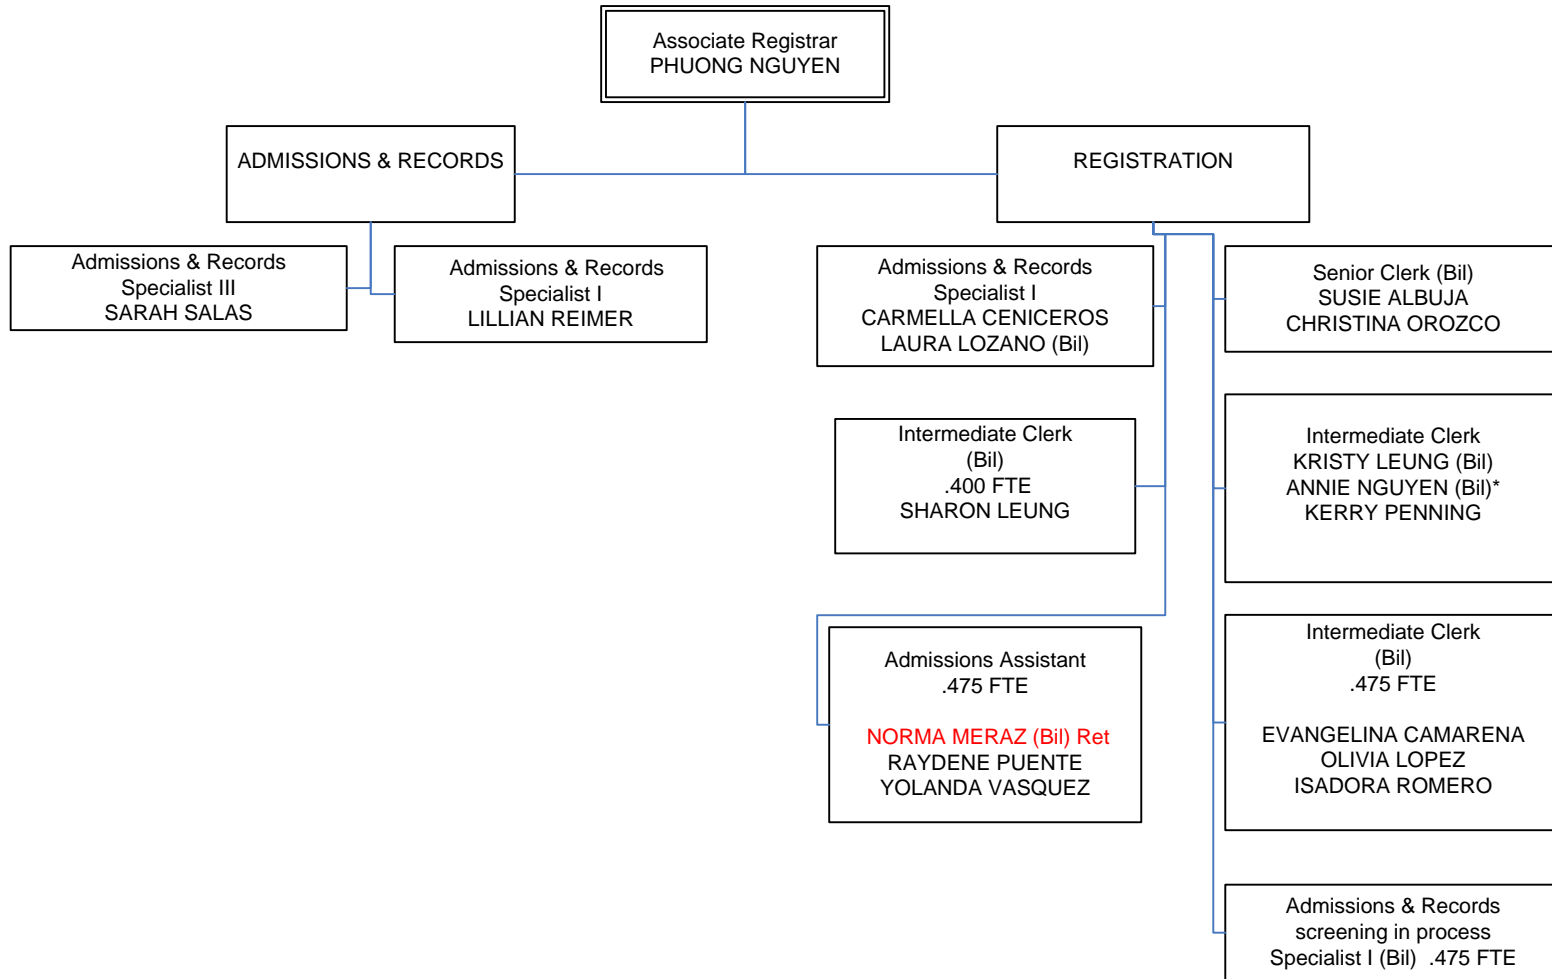 Associate Registrar
PHUONG NGUYEN
ADMISSIONS & RECORDS
REGISTRATION
Admissions & Records
Specialist III
SARAH SALAS
Admissions & Records
Specialist I
LILLIAN REIMER
Admissions & Records
Specialist I
CARMELLA CENICEROS
LAURA LOZANO (Bil)
Senior Clerk (Bil)
SUSIE ALBUJA
CHRISTINA OROZCO
Intermediate Clerk
(Bil)
.400 FTE
SHARON LEUNG
Intermediate Clerk
KRISTY LEUNG (Bil)
ANNIE NGUYEN (Bil)*
KERRY PENNING
Admissions Assistant
.475 FTE
NORMA MERAZ (Bil) Ret
RAYDENE PUENTE
YOLANDA VASQUEZ
Intermediate Clerk
(Bil)
.475 FTE
EVANGELINA CAMARENA
OLIVIA LOPEZ
ISADORA ROMERO
Admissions & Records
screening in process
Specialist I (Bil) .475 FTE